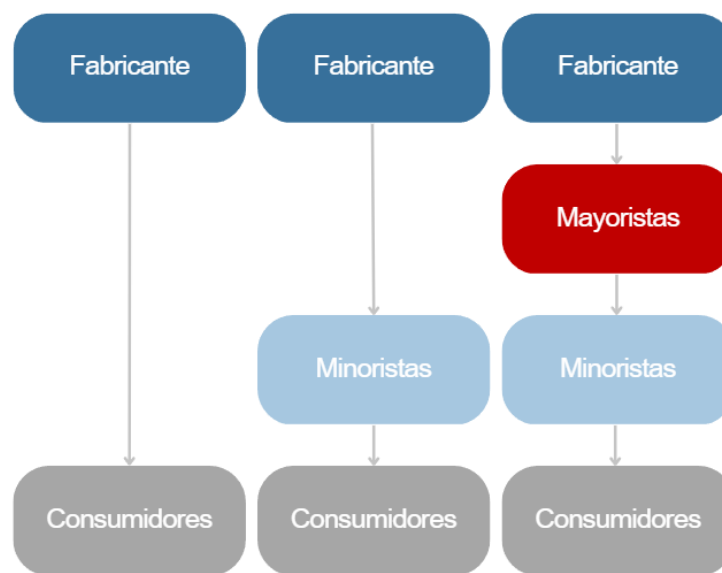 Fabricante
Fabricante
Fabricante
Mayoristas
Minoristas
Minoristas
Consumidores
Consumidores
Consumidores